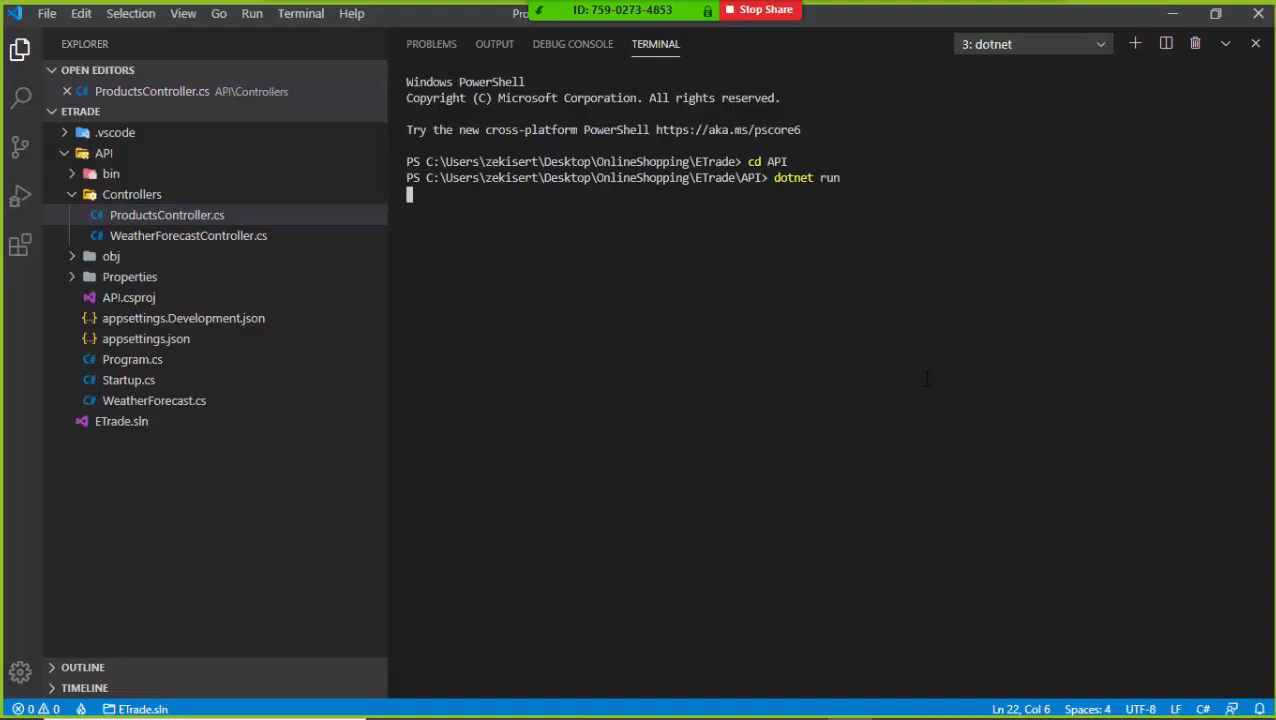 File Edit Selection View Go Run Terminal Help
Pro
ID: 759-0273-4853
Stop Share
EXPLORER
OPEN EDITORS
ProductsController.cs API\Controllers
ETRADE
.vscode
API
bin
Controllers
ProductsController.cs
WeatherForecastController.cs
obj
Properties
API.csproj
appsettings.Development.json
appsettings.json
Program.cs
Startup.cs
WeatherForecast.cs
ETrade.sln
OUTLINE
TIMELINE
PROBLEMS OUTPUT DEBUG CONSOLE TERMINAL
3: dotnet
Windows PowerShell
Copyright (C) Microsoft Corporation. All rights reserved.
Try the new cross-platform PowerShell https://aka.ms/pscore6
PS C:\Users\zekisert\Desktop\OnlineShopping\ETrade> cd API
PS C:\Users\zekisert\Desktop\OnlineShopping\ETrade\API> dotnet run
0 0 ETrade.sln
Ln 22, Col 6 Spaces: 4 UTF-8 LF C#